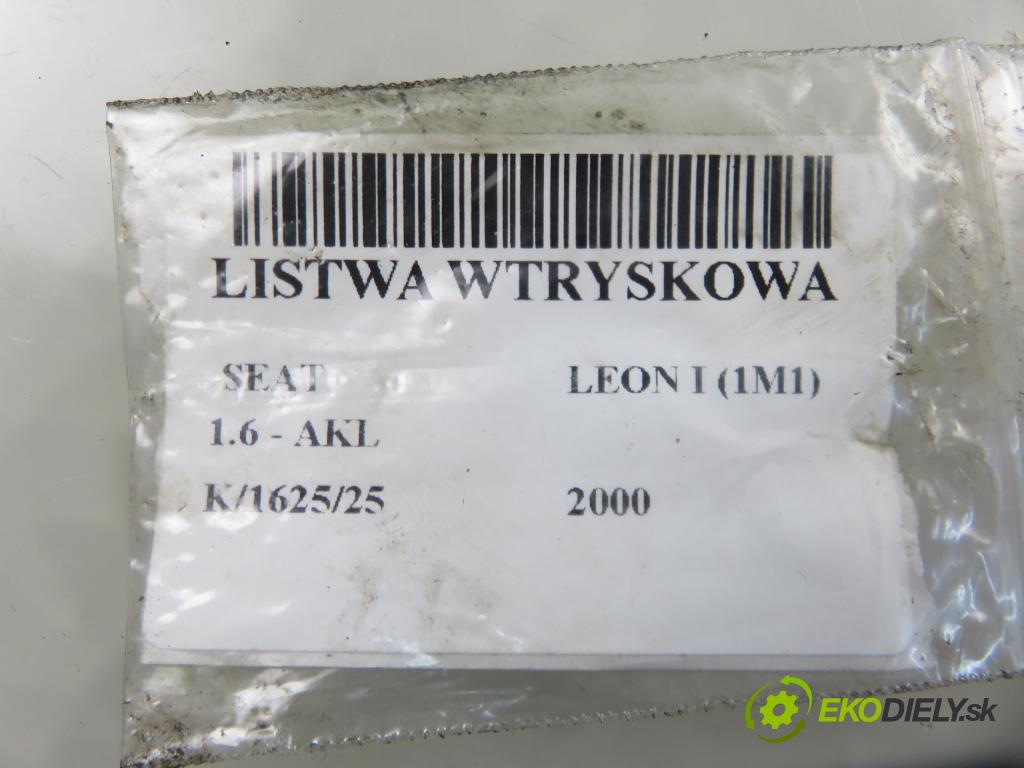 LISTWA WTRYSKOWA
SEAT LEON I (1M1)
1.6 - AKL
K/1625/25 2000
EKODIELY.sk